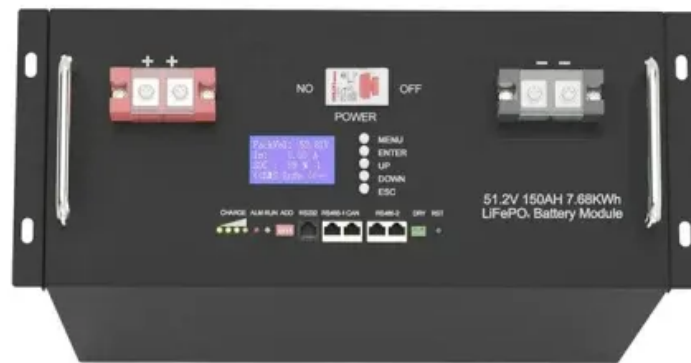 + +
− −
NO
OFF
POWER
MENU
ENTER
UP
DOWN
ESC
51.2V 150AH 7.68KWh
LiFePO₄ Battery Module
CHARGE
ALM RUN ADD RS232 RS485-1 CAN RS485-2 DRY RST